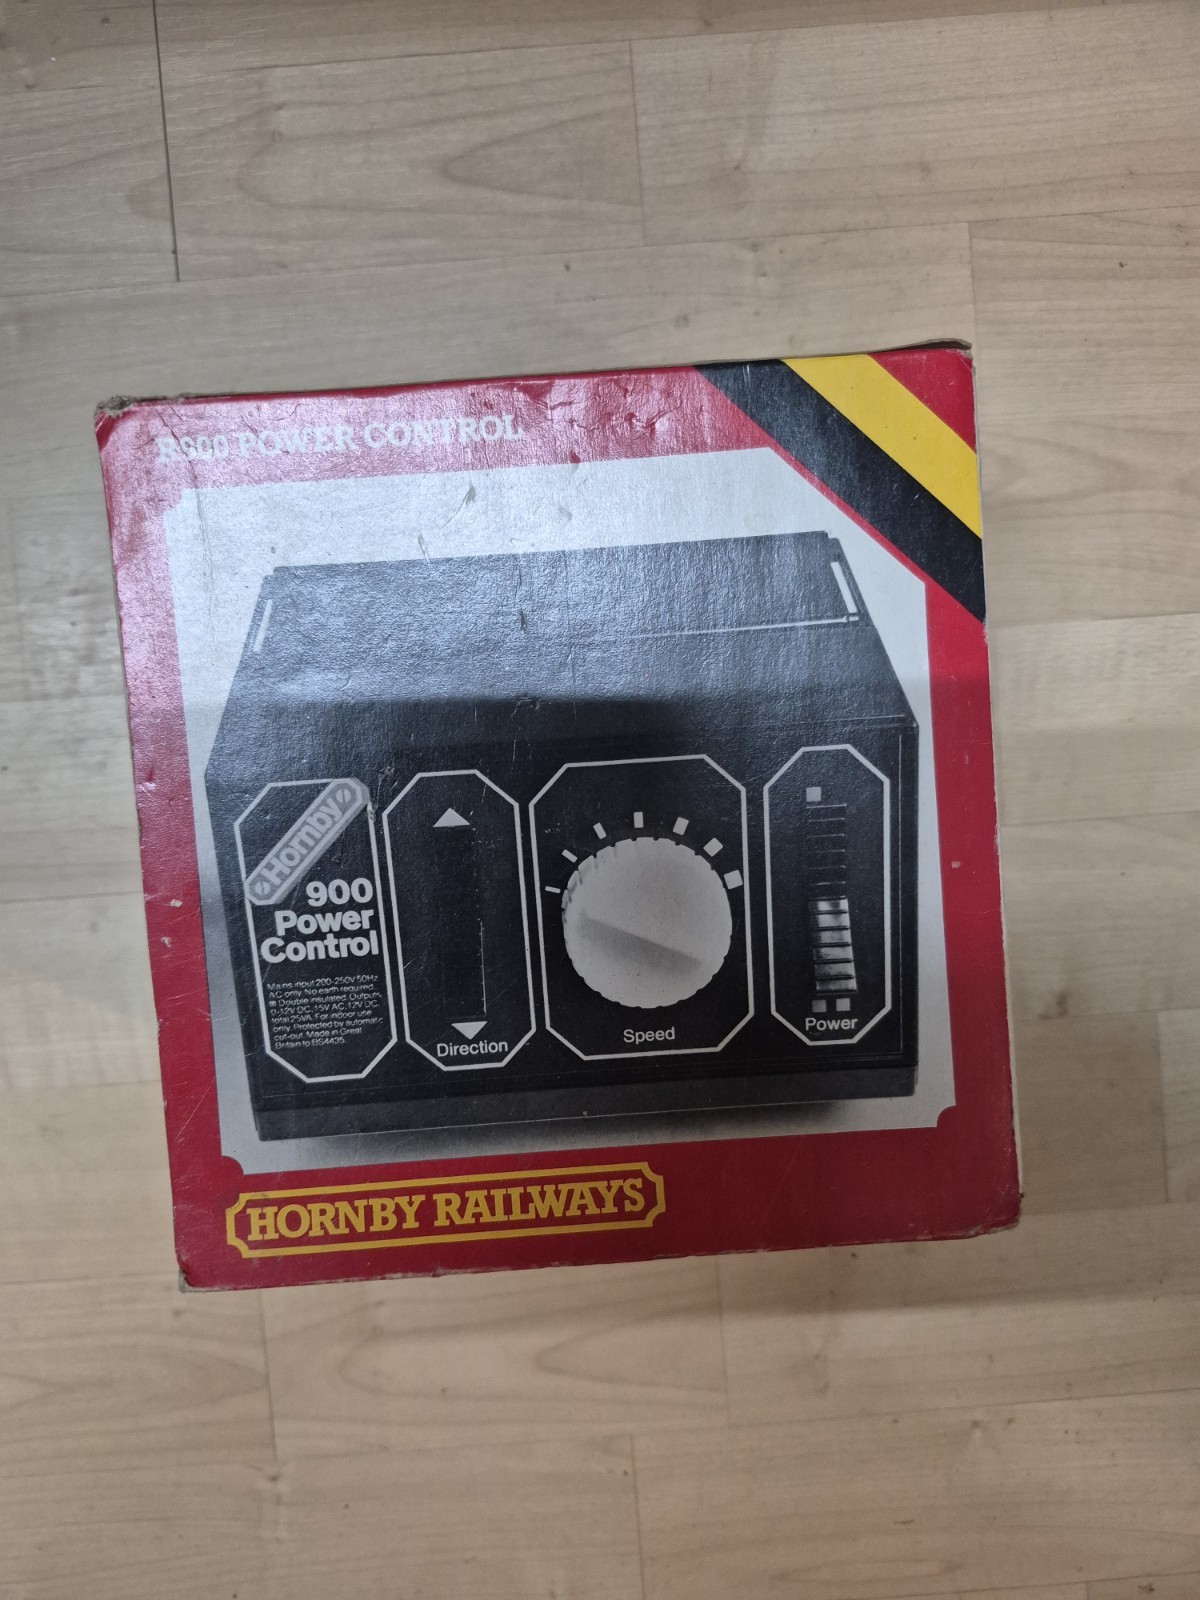 R900 POWER CONTROL
Hornby
900
Power
Control
Mains input 200-250V 50Hz
AC only. No earth required.
Double insulated. Outputs,
0-12V DC, 15V AC, 12V DC,
total 25VA. For indoor use
only. Protected by automatic
cut-out. Made in Great
Britain to BS4435.
Direction
Speed
Power
HORNBY RAILWAYS